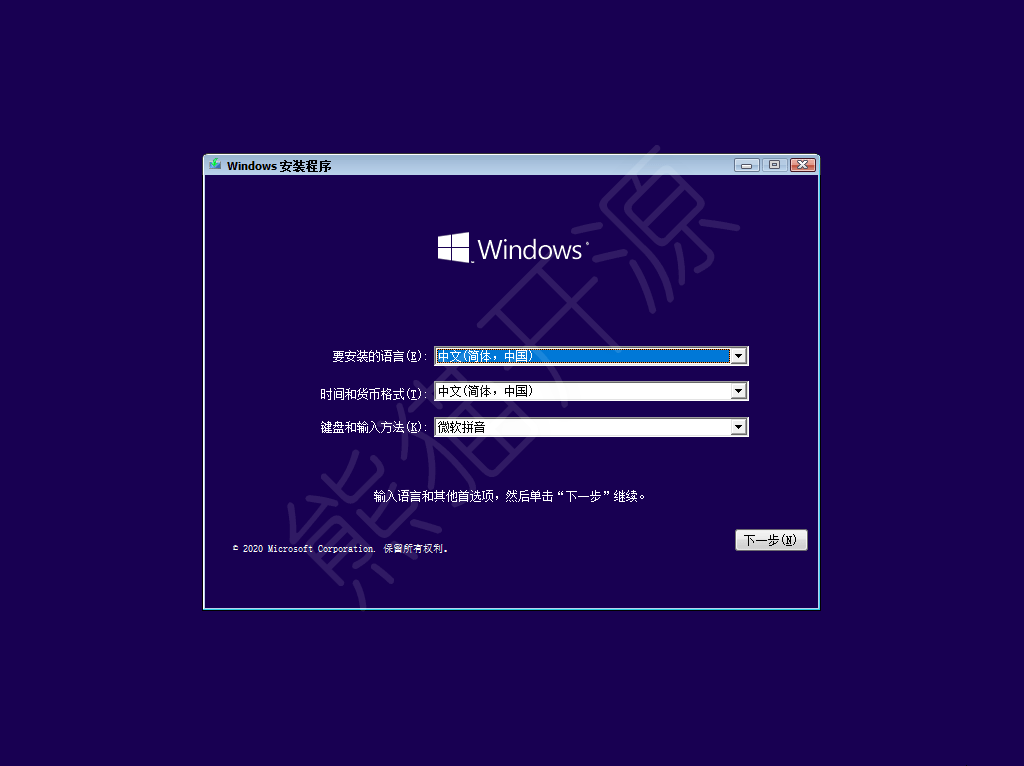 Windows 安装程序
Windows
要安装的语言(E): 中文(简体，中国)
时间和货币格式(T): 中文(简体，中国)
键盘和输入方法(K): 微软拼音
输入语言和其他首选项，然后单击“下一步”继续。
下一步(N)
© 2020 Microsoft Corporation. 保留所有权利。
熊猫开源